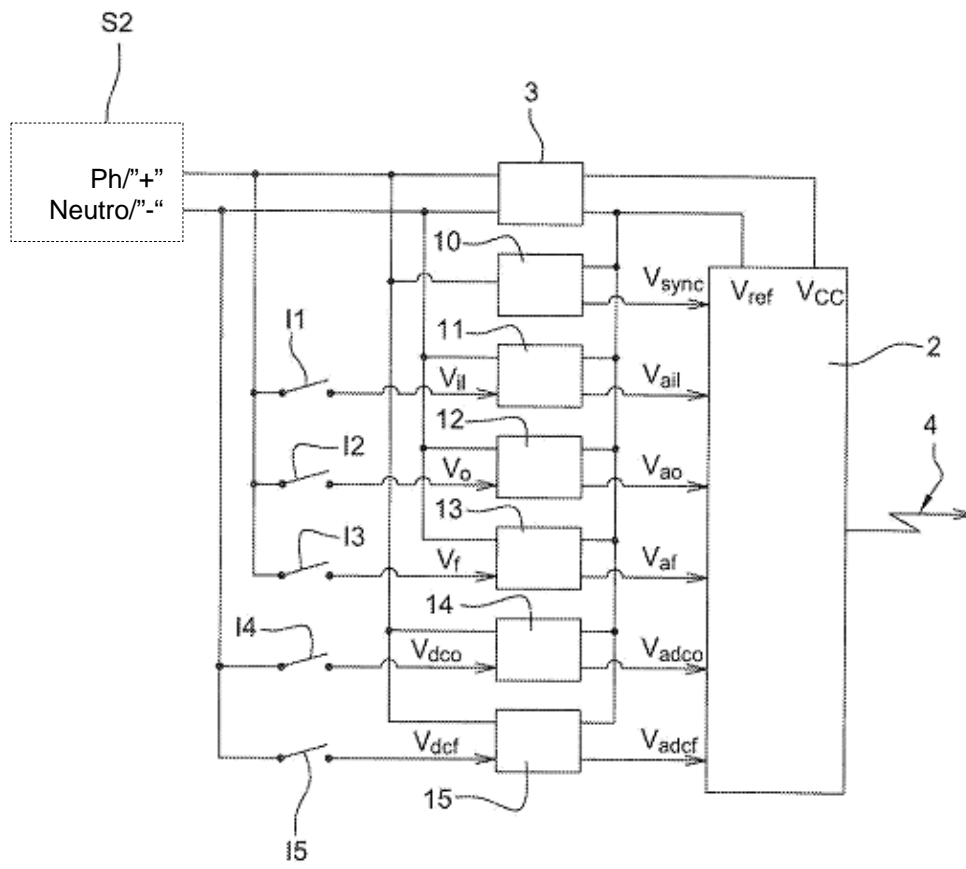 S2
3
Ph/”+”
Neutro/”-“
10
Vsync
Vref
VCC
I1
11
2
Vil
Vail
I2
12
4
Vo
Vao
I3
13
Vf
Vaf
I4
14
Vdco
Vadco
Vdcf
Vadcf
15
I5